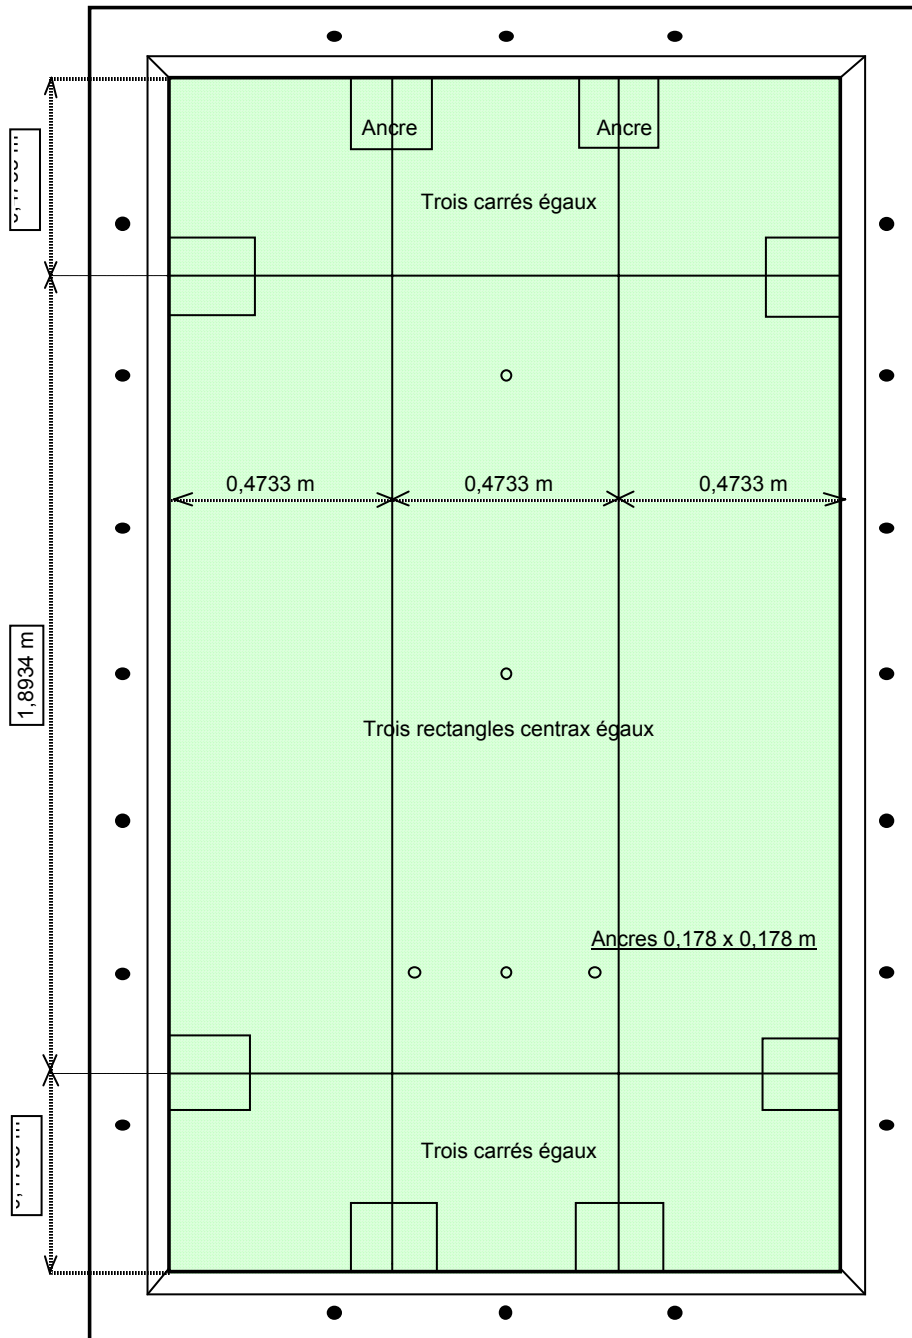 Ancre
Ancre
Trois carrés égaux
0,4733 m
0,4733 m
0,4733 m
1,8934 m
Trois rectangles centrax égaux
Ancres 0,178 x 0,178 m
Trois carrés égaux